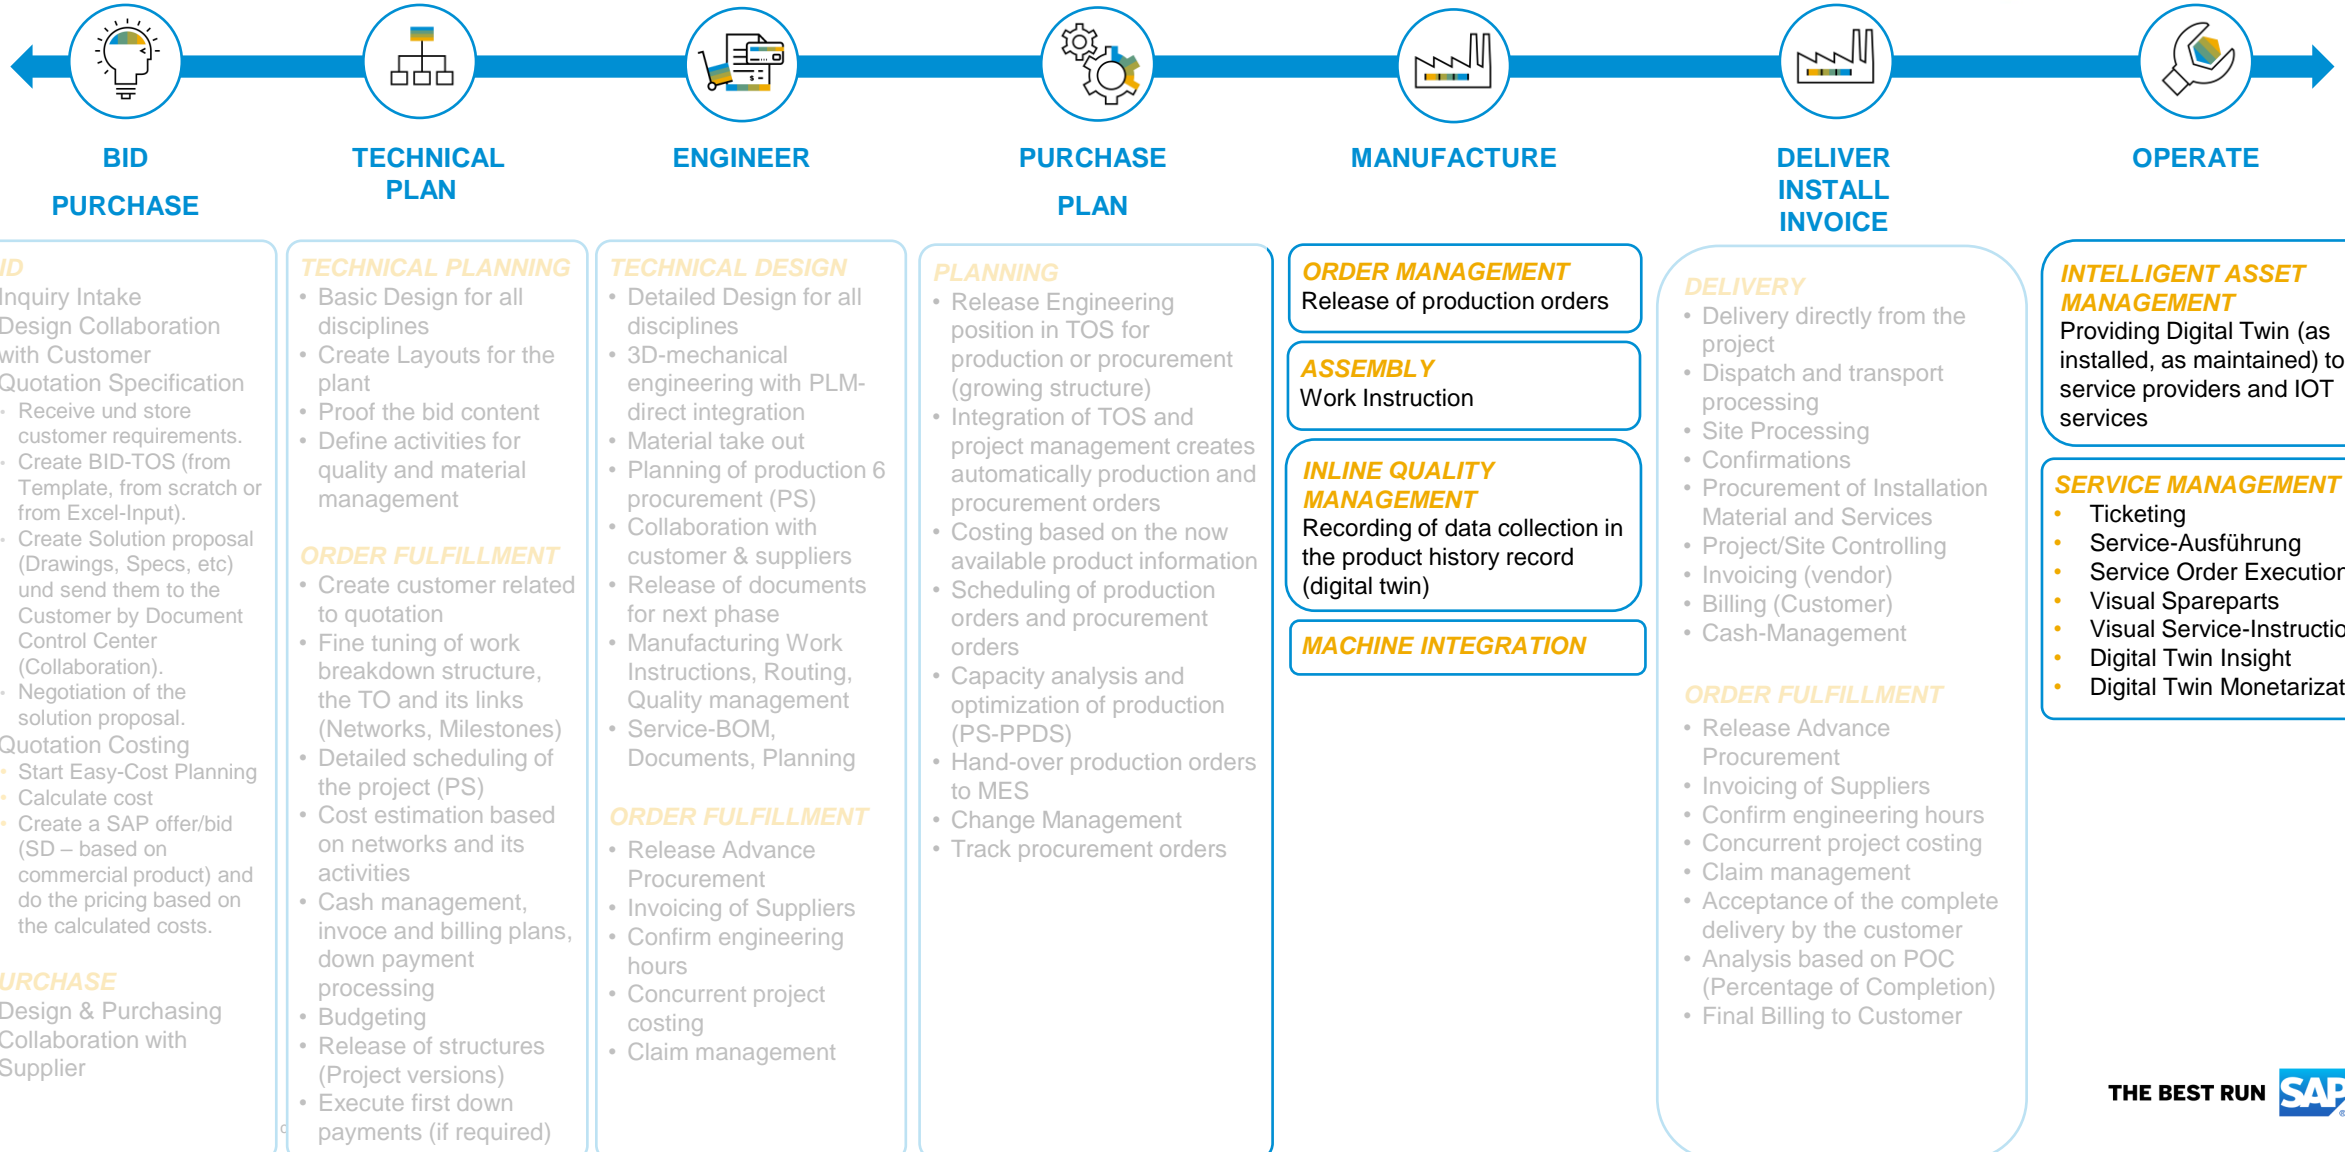 BID
PURCHASE
TECHNICAL
PLAN
ENGINEER
PURCHASE
PLAN
MANUFACTURE
DELIVER
INSTALL
INVOICE
OPERATE
ID
Inquiry Intake
Design Collaboration
with Customer
Quotation Specification
• Receive und store
customer requirements.
• Create BID-TOS (from
Template, from scratch or
from Excel-Input).
• Create Solution proposal
(Drawings, Specs, etc)
und send them to the
Customer by Document
Control Center
(Collaboration).
• Negotiation of the
solution proposal.
Quotation Costing
• Start Easy-Cost Planning
• Calculate cost
• Create a SAP offer/bid
(SD – based on
commercial product) and
do the pricing based on
the calculated costs.
URCHASE
Design & Purchasing
Collaboration with
Supplier
TECHNICAL PLANNING
• Basic Design for all
disciplines
• Create Layouts for the
plant
• Proof the bid content
• Define activities for
quality and material
management
ORDER FULFILLMENT
• Create customer related
to quotation
• Fine tuning of work
breakdown structure,
the TO and its links
(Networks, Milestones)
• Detailed scheduling of
the project (PS)
• Cost estimation based
on networks and its
activities
• Cash management,
invoce and billing plans,
down payment
processing
• Budgeting
• Release of structures
(Project versions)
• Execute first down
payments (if required)
TECHNICAL DESIGN
• Detailed Design for all
disciplines
• 3D-mechanical
engineering with PLM-
direct integration
• Material take out
• Planning of production 6
procurement (PS)
• Collaboration with
customer & suppliers
• Release of documents
for next phase
• Manufacturing Work
Instructions, Routing,
Quality management
• Service-BOM,
Documents, Planning
ORDER FULFILLMENT
• Release Advance
Procurement
• Invoicing of Suppliers
• Confirm engineering
hours
• Concurrent project
costing
• Claim management
PLANNING
• Release Engineering
position in TOS for
production or procurement
(growing structure)
• Integration of TOS and
project management creates
automatically production and
procurement orders
• Costing based on the now
available product information
• Scheduling of production
orders and procurement
orders
• Capacity analysis and
optimization of production
(PS-PPDS)
• Hand-over production orders
to MES
• Change Management
• Track procurement orders
ORDER MANAGEMENT
Release of production orders
ASSEMBLY
Work Instruction
INLINE QUALITY
MANAGEMENT
Recording of data collection in
the product history record
(digital twin)
MACHINE INTEGRATION
DELIVERY
• Delivery directly from the
project
• Dispatch and transport
processing
• Site Processing
• Confirmations
• Procurement of Installation
Material and Services
• Project/Site Controlling
• Invoicing (vendor)
• Billing (Customer)
• Cash-Management
ORDER FULFILLMENT
• Release Advance
Procurement
• Invoicing of Suppliers
• Confirm engineering hours
• Concurrent project costing
• Claim management
• Acceptance of the complete
delivery by the customer
• Analysis based on POC
(Percentage of Completion)
• Final Billing to Customer
INTELLIGENT ASSET
MANAGEMENT
Providing Digital Twin (as
installed, as maintained) to
service providers and IOT
services
SERVICE MANAGEMENT
• Ticketing
• Service-Ausführung
• Service Order Execution
• Visual Spareparts
• Visual Service-Instructio
• Digital Twin Insight
• Digital Twin Monetarizat
THE BEST RUN SAP